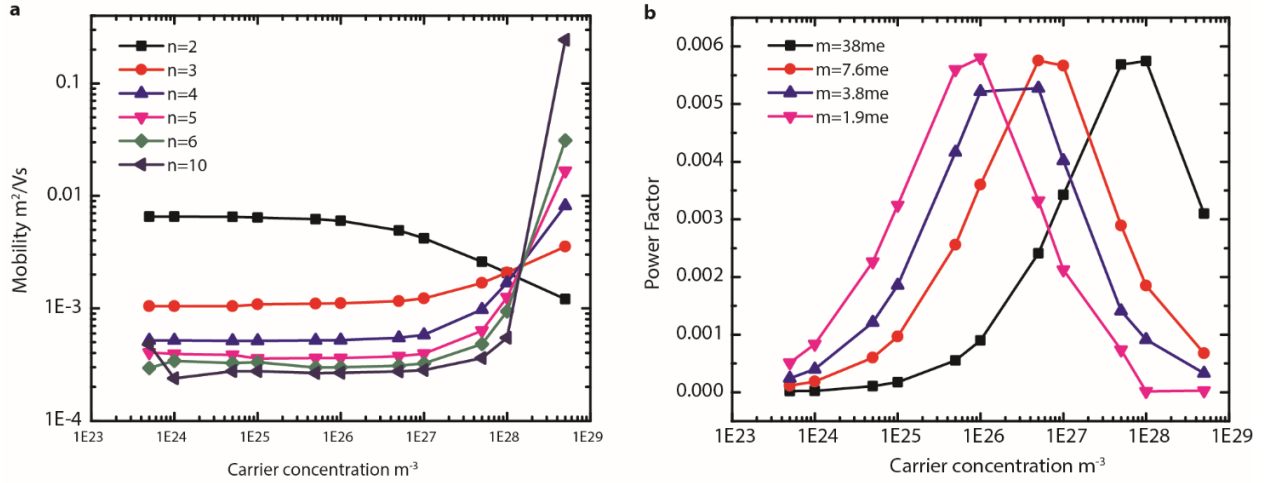 a
n=2
n=3
n=4
n=5
n=6
n=10
0.1
0.01
1E-3
1E-4
Mobility m²/Vs
1E23 1E24 1E25 1E26 1E27 1E28 1E29
Carrier concentration m⁻³
b
m=38me
m=7.6me
m=3.8me
m=1.9me
0.006
0.005
0.004
0.003
0.002
0.001
0.000
Power Factor
1E23 1E24 1E25 1E26 1E27 1E28 1E29
Carrier concentration m⁻³